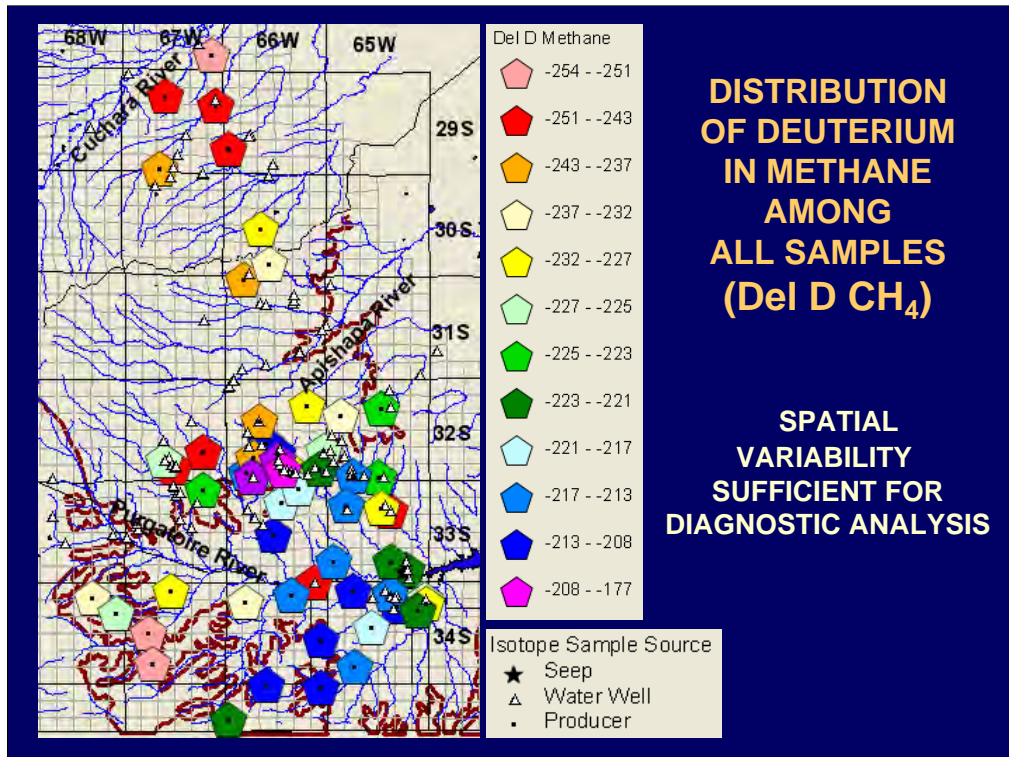 68W 67W 66W 65W
Cuchara River
29S
30S
Apishapa River
31S
32S
Purgatoire River
33S
34S
Del D Methane
-254 - -251
-251 - -243
-243 - -237
-237 - -232
-232 - -227
-227 - -225
-225 - -223
-223 - -221
-221 - -217
-217 - -213
-213 - -208
-208 - -177
Isotope Sample Source
Seep
Water Well
Producer
DISTRIBUTION
OF DEUTERIUM
IN METHANE
AMONG
ALL SAMPLES
(Del D CH₄)
SPATIAL
VARIABILITY
SUFFICIENT FOR
DIAGNOSTIC ANALYSIS